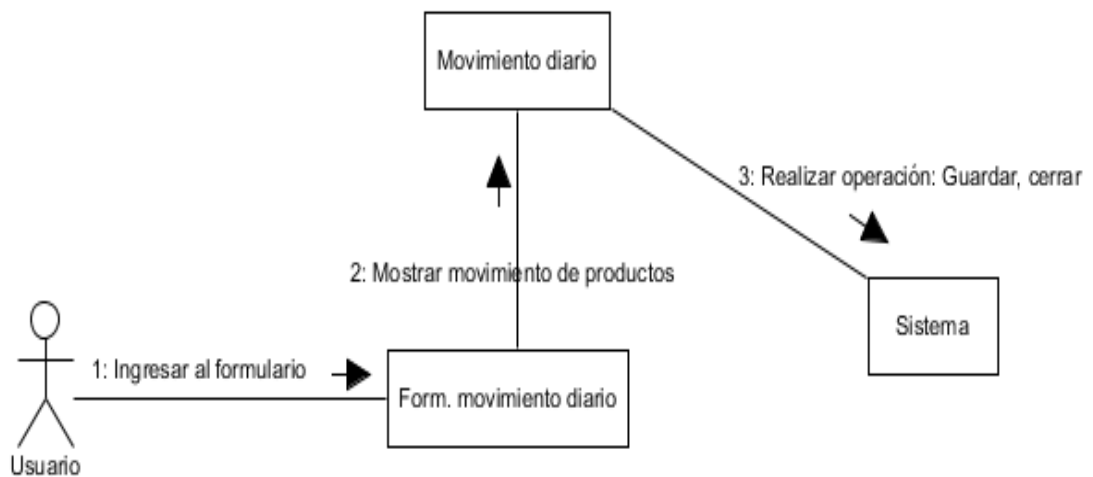 Movimiento diario
3: Realizar operación: Guardar, cerrar
2: Mostrar movimiento de productos
Sistema
1: Ingresar al formulario
Form. movimiento diario
Usuario